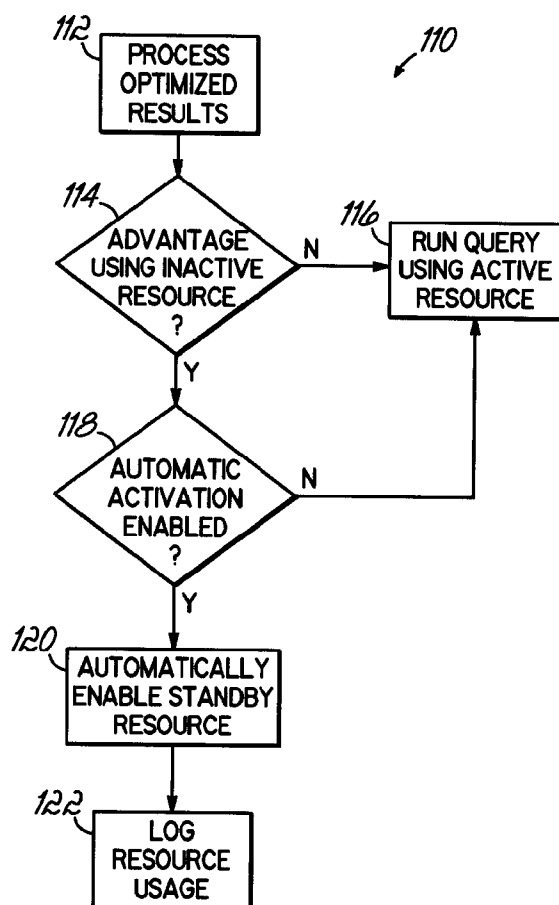 112
PROCESS
OPTIMIZED
RESULTS
110
114
ADVANTAGE
USING INACTIVE
RESOURCE
?
N
116
RUN QUERY
USING ACTIVE
RESOURCE
Y
118
AUTOMATIC
ACTIVATION
ENABLED
?
N
Y
120
AUTOMATICALLY
ENABLE STANDBY
RESOURCE
122
LOG
RESOURCE
USAGE